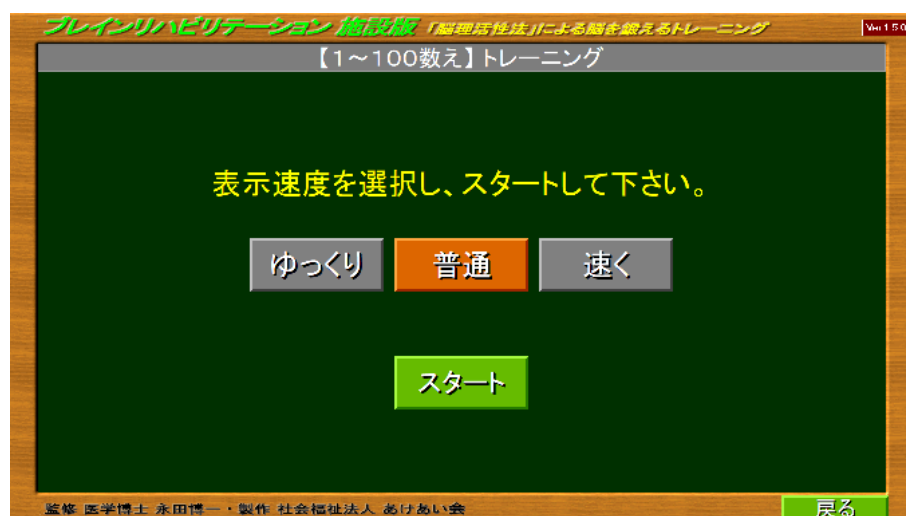 ブレインリハビリテーション 施設版 「脳理活性法」による脳を鍛えるトレーニング Ver1.50
【1～100数え】トレーニング
表示速度を選択し、スタートして下さい。
ゆっくり 普通 速く
スタート
監修 医学博士 永田博一・製作 社会福祉法人 あけあい会 戻る